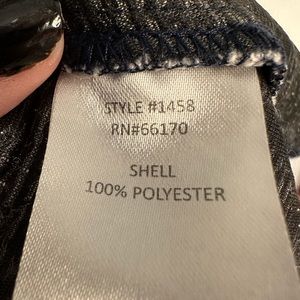 STYLE #1458
RN#66170
SHELL
100% POLYESTER